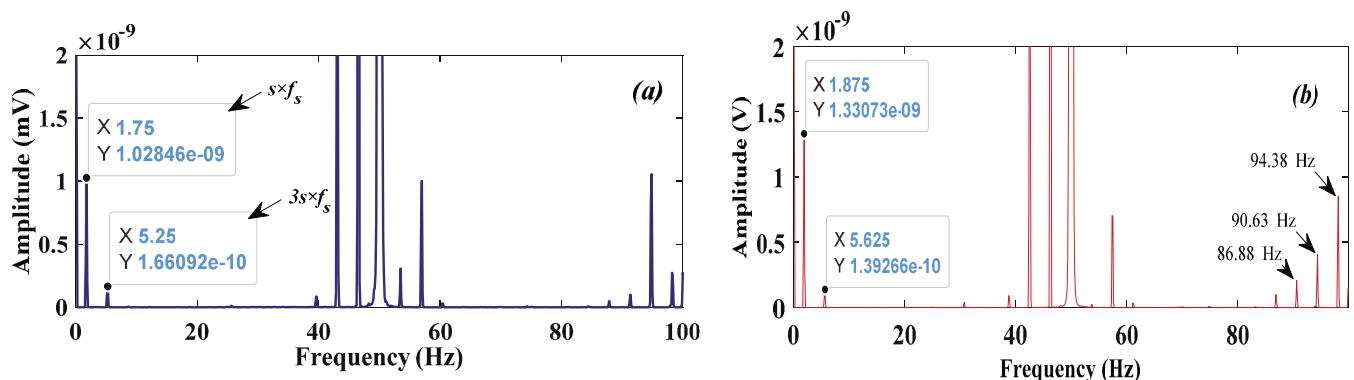 ×10⁻⁹
2
1.5
1
0.5
0
0 20 40 60 80 100
Amplitude (mV)
Frequency (Hz)
(a)
s×fₛ
X 1.75
Y 1.02846e-09
3s×fₛ
X 5.25
Y 1.66092e-10
×10⁻⁹
2
1.5
1
0.5
0
0 20 40 60 80
Amplitude (V)
Frequency (Hz)
(b)
X 1.875
Y 1.33073e-09
X 5.625
Y 1.39266e-10
94.38 Hz
90.63 Hz
86.88 Hz